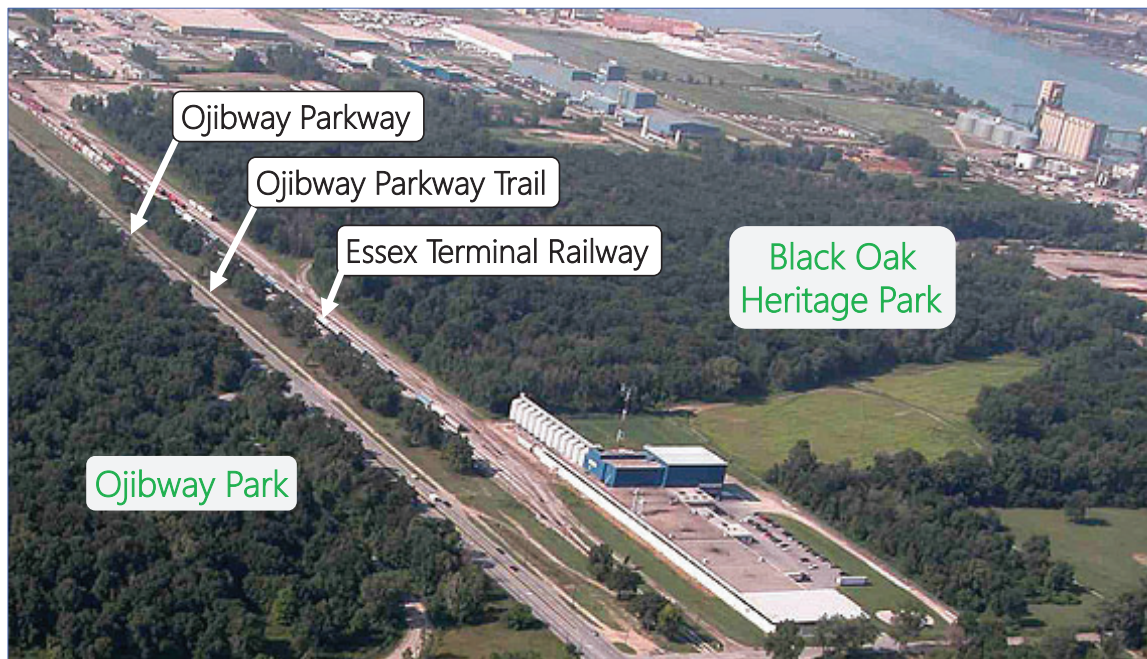 Ojibway Parkway
Ojibway Parkway Trail
Essex Terminal Railway
Black Oak
Heritage Park
Ojibway Park